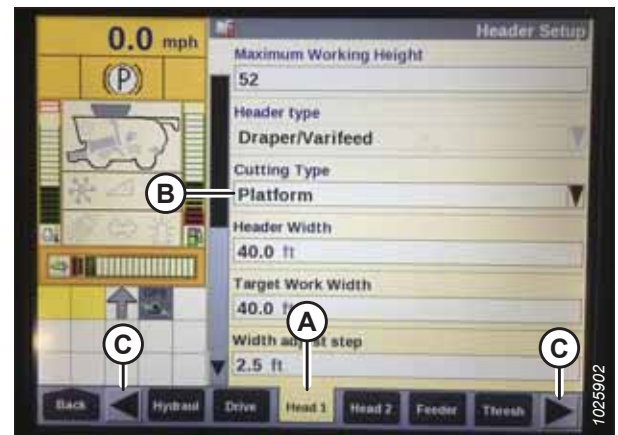 0.0 mph
(P)
Header Setup
Maximum Working Height
52
Header type
Draper/Varifeed
Cutting Type
Platform
Header Width
40.0 ft
Target Work Width
40.0
Width adjust step
2.5 ft
Back
Hydraul
Drive
Head 1
Head 2
Feeder
Thresh
A
B
C
C
1025902